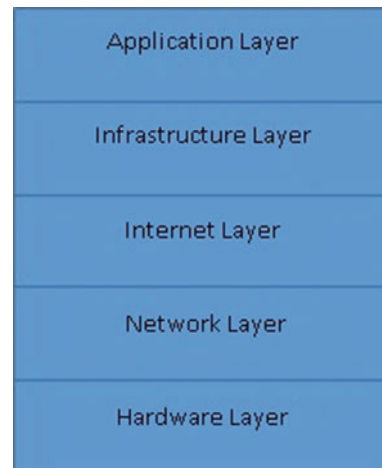 Application Layer
Infrastructure Layer
Internet Layer
Network Layer
Hardware Layer